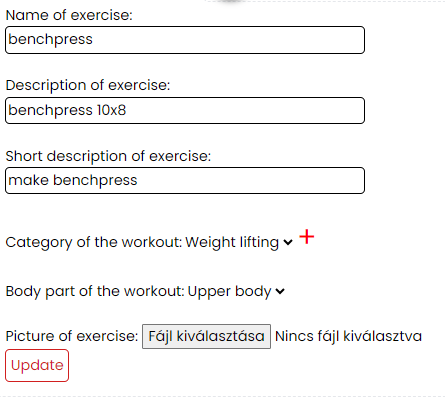 Name of exercise:
benchpress
Description of exercise:
benchpress 10x8
Short description of exercise:
make benchpress
Category of the workout: Weight lifting
Body part of the workout: Upper body
Picture of exercise: Fájl kiválasztása Nincs fájl kiválasztva
Update